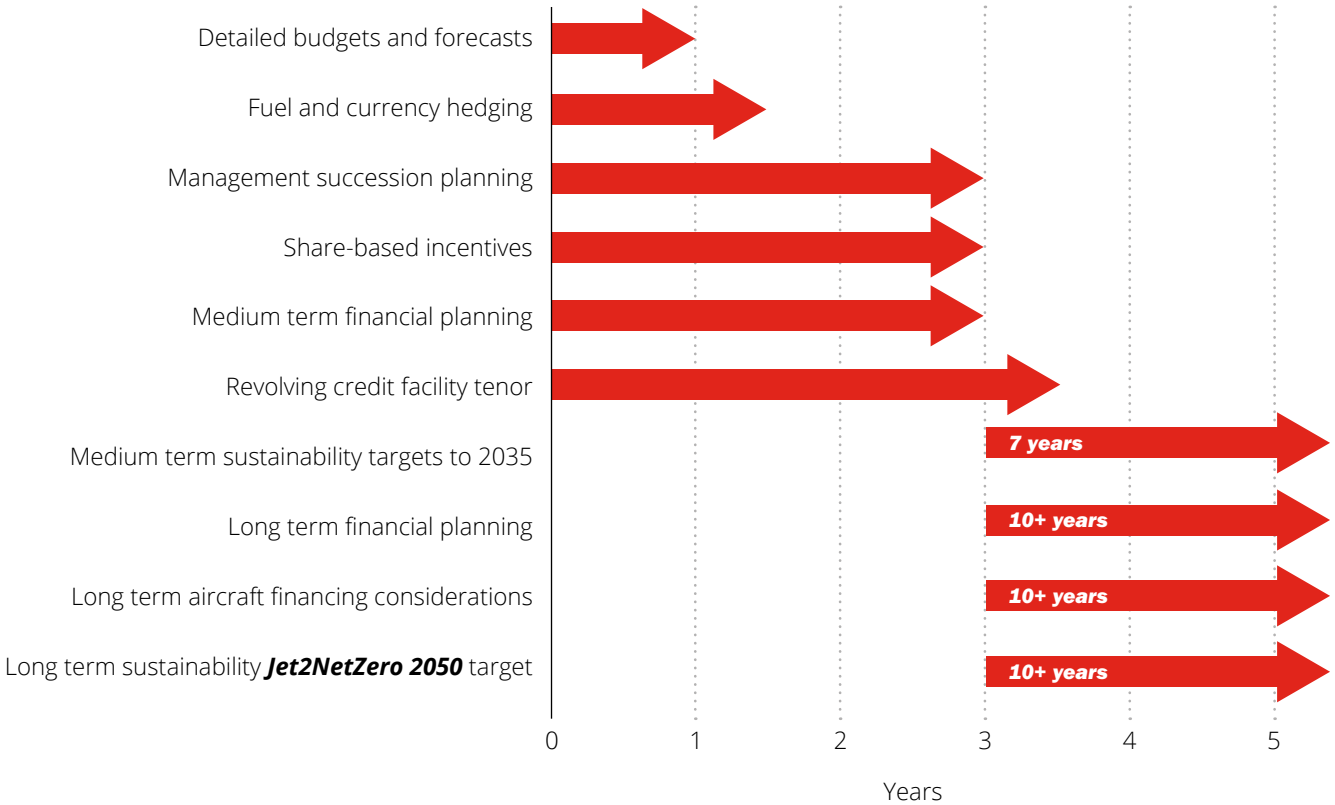 Detailed budgets and forecasts
Fuel and currency hedging
Management succession planning
Share-based incentives
Medium term financial planning
Revolving credit facility tenor
Medium term sustainability targets to 2035
7 years
Long term financial planning
10+ years
Long term aircraft financing considerations
10+ years
Long term sustainability Jet2NetZero 2050 target
10+ years
0 1 2 3 4 5
Years